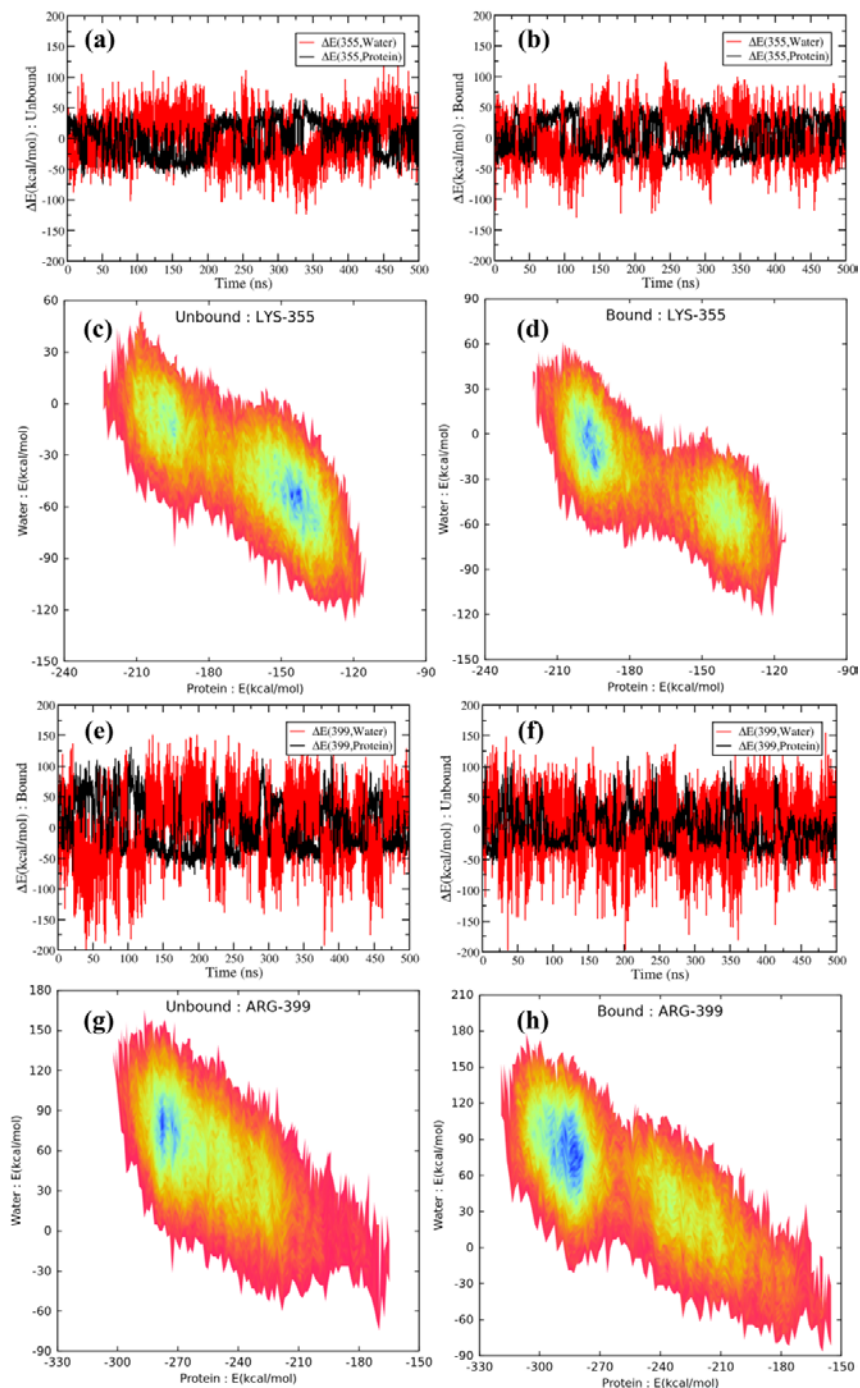 (a)
ΔE(355,Water)
ΔE(355,Protein)
ΔE(kcal/mol) : Unbound
200
150
100
50
0
-50
-100
-150
-200
0 50 100 150 200 250 300 350 400 450 500
Time (ns)
(b)
ΔE(355,Water)
ΔE(355,Protein)
ΔE(kcal/mol) : Bound
200
150
100
50
0
-50
-100
-150
-200
0 50 100 150 200 250 300 350 400 450 500
Time (ns)
(c)
Unbound : LYS-355
Water : E(kcal/mol)
60
30
0
-30
-60
-90
-120
-150
-240 -210 -180 -150 -120 -90
Protein : E(kcal/mol)
(d)
Bound : LYS-355
Water : E(kcal/mol)
90
60
30
0
-30
-60
-90
-120
-150
-240 -210 -180 -150 -120 -90
Protein : E(kcal/mol)
(e)
ΔE(399,Water)
ΔE(399,Protein)
ΔE(kcal/mol) : Bound
200
150
100
50
0
-50
-100
-150
-200
0 50 100 150 200 250 300 350 400 450 500
Time (ns)
(f)
ΔE(399,Water)
ΔE(399,Protein)
ΔE(kcal/mol) : Unbound
200
150
100
50
0
-50
-100
-150
-200
0 50 100 150 200 250 300 350 400 450 500
Time (ns)
(g)
Unbound : ARG-399
Water : E(kcal/mol)
180
150
120
90
60
30
0
-30
-60
-90
-330 -300 -270 -240 -210 -180 -150
Protein : E(kcal/mol)
(h)
Bound : ARG-399
Water : E(kcal/mol)
210
180
150
120
90
60
30
0
-30
-60
-90
-330 -300 -270 -240 -210 -180 -150
Protein : E(kcal/mol)